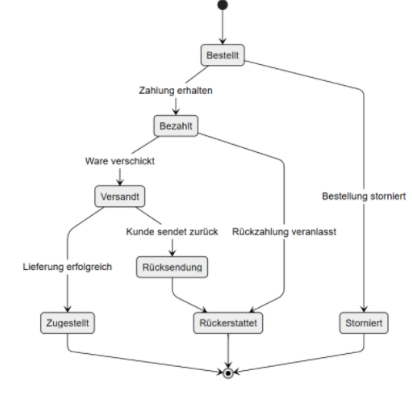 Bestellt
Zahlung erhalten
Bezahlt
Ware verschickt
Versandt
Bestellung storniert
Kunde sendet zurück
Rückzahlung veranlasst
Lieferung erfolgreich
Rücksendung
Zugestellt
Rückerstattet
Storniert